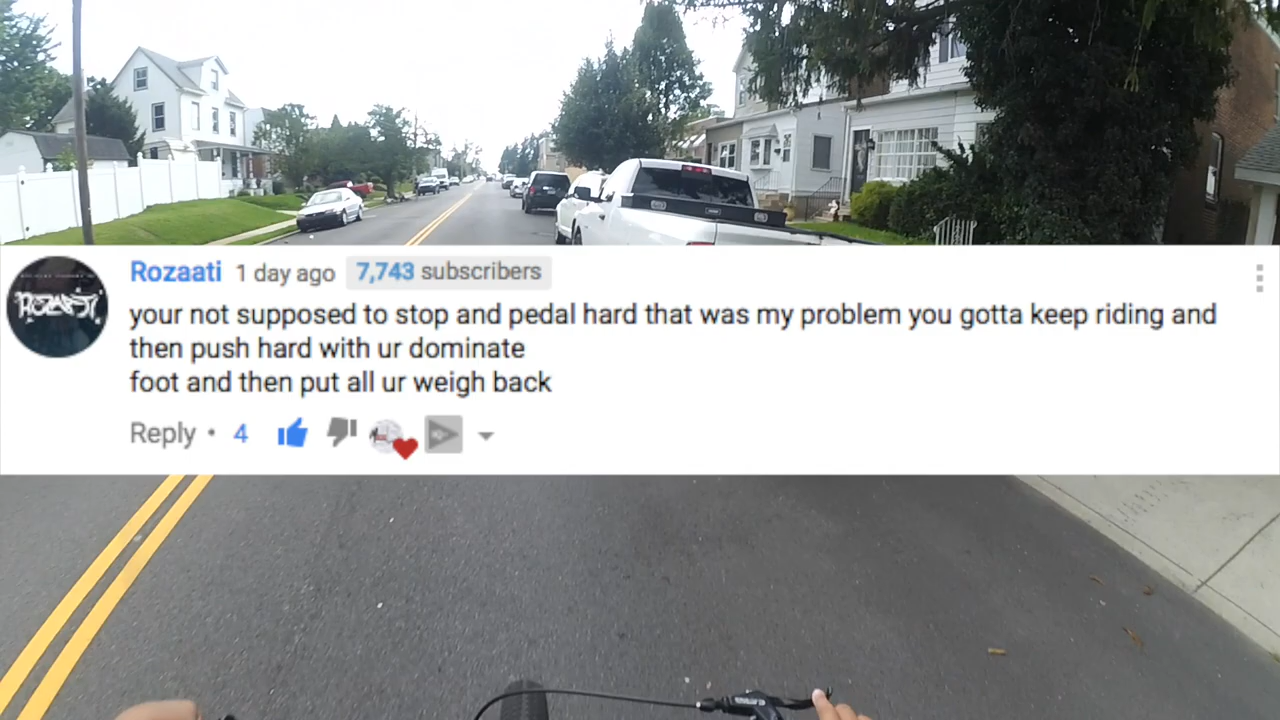 Rozaati 1 day ago 7,743 subscribers
your not supposed to stop and pedal hard that was my problem you gotta keep riding and
then push hard with ur dominate
foot and then put all ur weigh back
Reply • 4